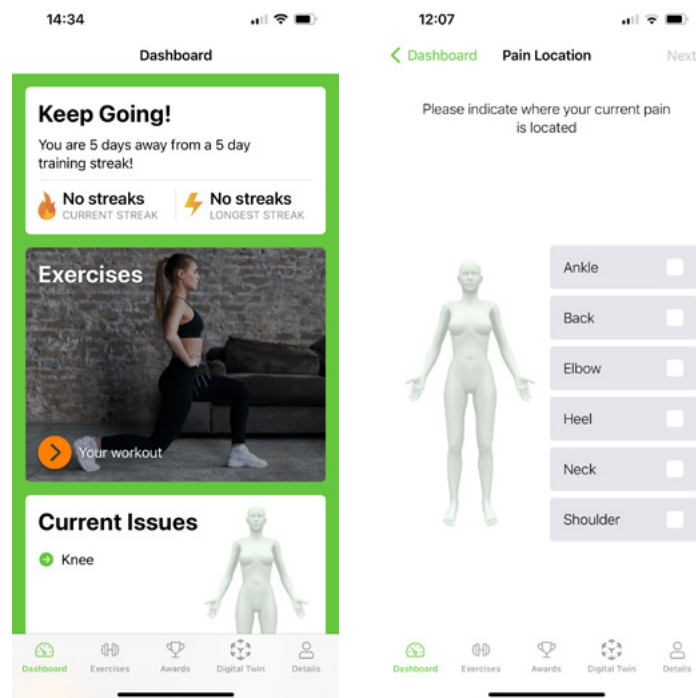 14:34
Dashboard
Keep Going!
You are 5 days away from a 5 day
training streak!
No streaks
CURRENT STREAK
No streaks
LONGEST STREAK
Exercises
Your workout
Current Issues
Knee
Dashboard
Exercises
Awards
Digital Twin
Details
12:07
Dashboard
Pain Location
Next
Please indicate where your current pain
is located
Ankle
Back
Elbow
Heel
Neck
Shoulder
Dashboard
Exercises
Awards
Digital Twin
Details